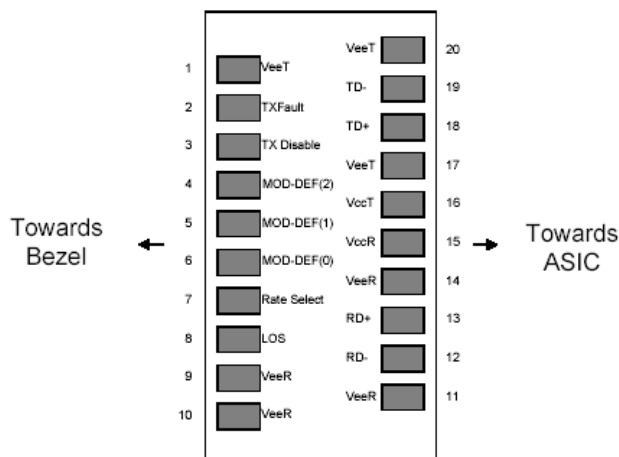 1 VeeT
2 TXFault
3 TX Disable
4 MOD-DEF(2)
5 MOD-DEF(1)
6 MOD-DEF(0)
7 Rate Select
8 LOS
9 VeeR
10 VeeR
VeeT 20
TD- 19
TD+ 18
VeeT 17
VccT 16
VccR 15
VeeR 14
RD+ 13
RD- 12
VeeR 11
Towards
Bezel
Towards
ASIC